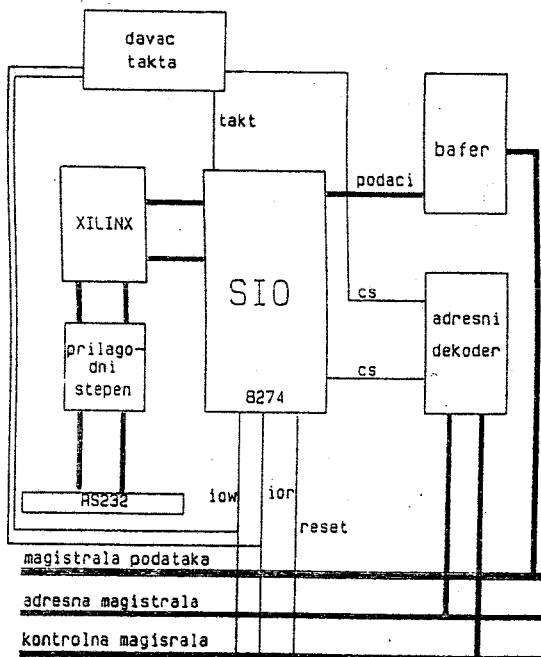 davac
takta
takt
bafer
podaci
XILINX
SIO
8274
cs
adresni
dekoder
cs
prilago-
dni
stepen
RS232
iow
ior
reset
magistrala podataka
adresna magistrala
kontrolna magisrala